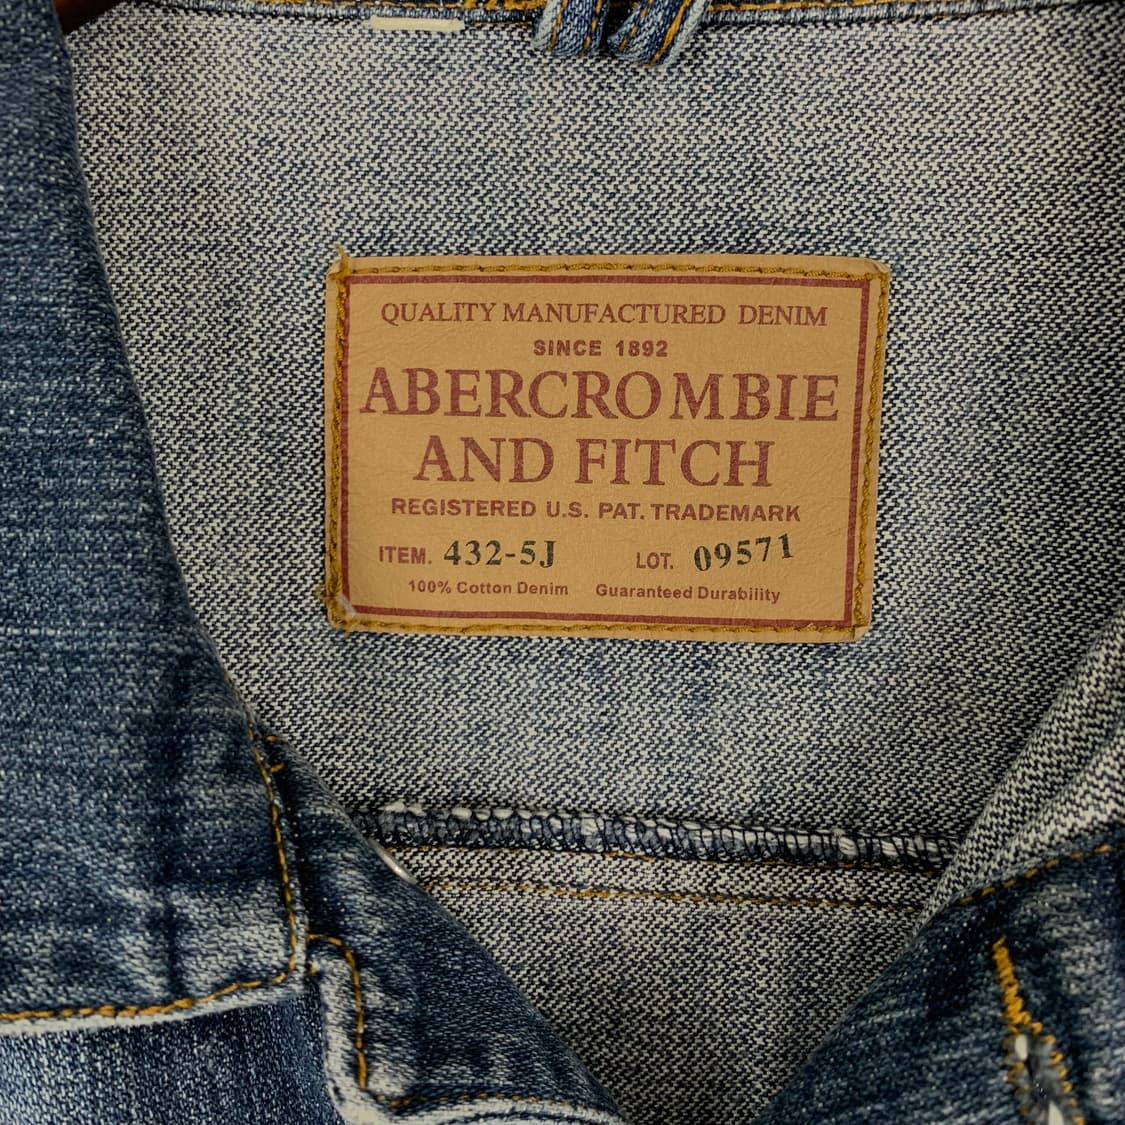 QUALITY MANUFACTURED DENIM
SINCE 1892
ABERCROMBIE
AND FITCH
REGISTERED U.S. PAT. TRADEMARK
ITEM. 432-5J LOT. 09571
100% Cotton Denim Guaranteed Durability